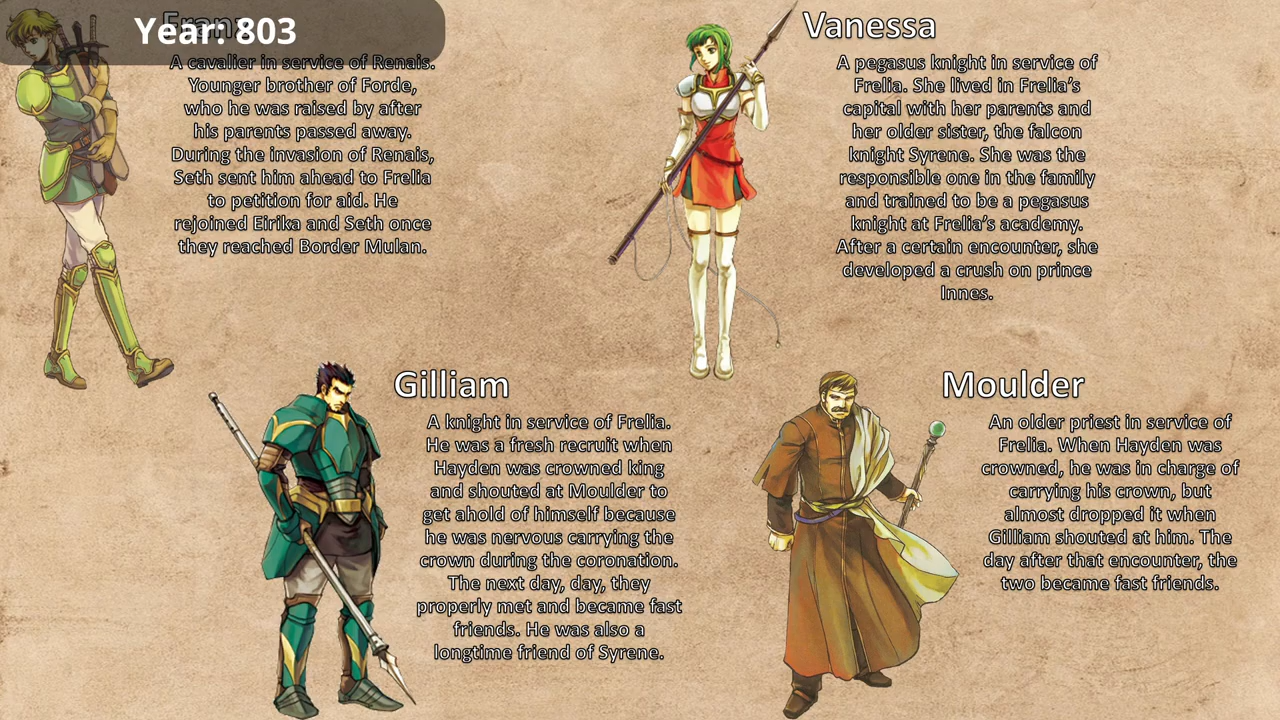 Year: 803
Franz
A cavalier in service of Renais.
Younger brother of Forde,
who he was raised by after
his parents passed away.
During the invasion of Renais,
Seth sent him ahead to Frelia
to petition for aid. He
rejoined Eirika and Seth once
they reached Border Mulan.
Vanessa
A pegasus knight in service of
Frelia. She lived in Frelia’s
capital with her parents and
her older sister, the falcon
knight Syrene. She was the
responsible one in the family
and trained to be a pegasus
knight at Frelia’s academy.
After a certain encounter, she
developed a crush on prince
Innes.
Gilliam
A knight in service of Frelia.
He was a fresh recruit when
Hayden was crowned king
and shouted at Moulder to
get ahold of himself because
he was nervous carrying the
crown during the coronation.
The next day, day, they
properly met and became fast
friends. He was also a
longtime friend of Syrene.
Moulder
An older priest in service of
Frelia. When Hayden was
crowned, he was in charge of
carrying his crown, but
almost dropped it when
Gilliam shouted at him. The
day after that encounter, the
two became fast friends.